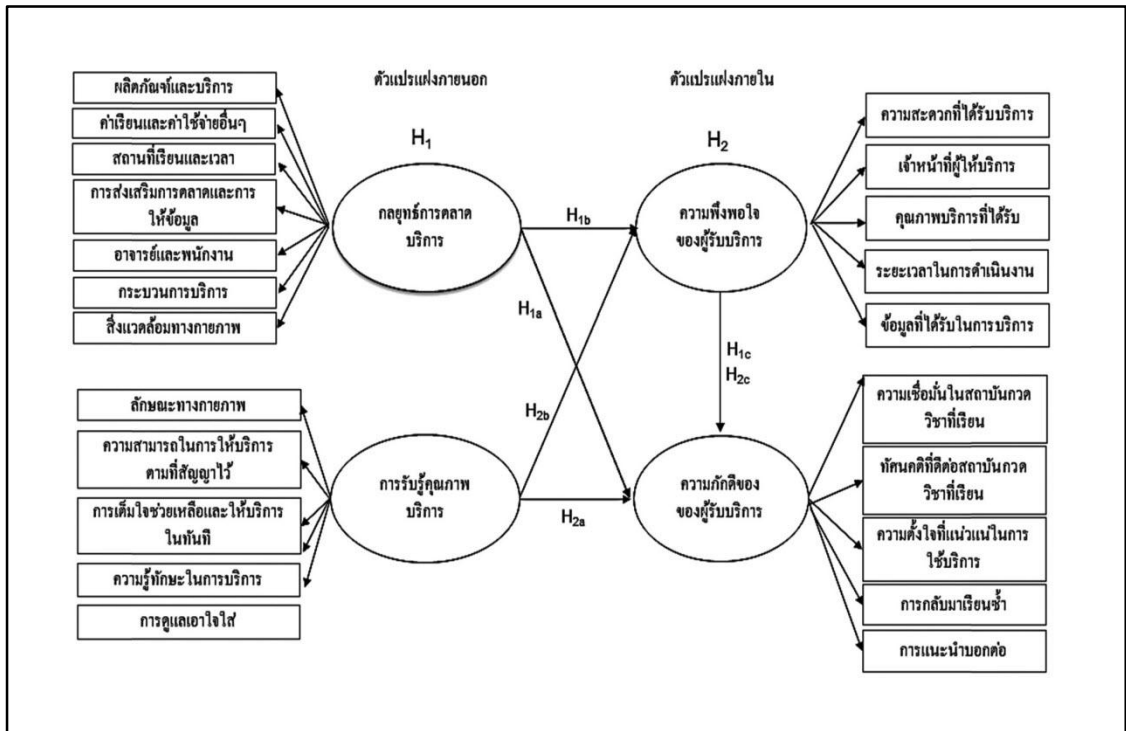 ตัวแปรแฝงภายนอก
ตัวแปรแฝงภายใน
ผลิตภัณฑ์และบริการ
ค่าเรียนและค่าใช้จ่ายอื่นๆ
สถานที่เรียนและเวลา
การส่งเสริมการตลาดและการ
ให้ข้อมูล
อาจารย์และพนักงาน
กระบวนการบริการ
สิ่งแวดล้อมทางกายภาพ
H1
กลยุทธ์การตลาด
บริการ
H1b
H1a
H2
ความพึงพอใจ
ของผู้รับบริการ
ความสะดวกที่ได้รับบริการ
เจ้าหน้าที่ผู้ให้บริการ
คุณภาพบริการที่ได้รับ
ระยะเวลาในการดำเนินงาน
ข้อมูลที่ได้รับในการบริการ
H1c
H2c
ลักษณะทางกายภาพ
ความสามารถในการให้บริการ
ตามที่สัญญาไว้
การเต็มใจช่วยเหลือและให้บริการ
ในทันที
ความรู้ทักษะในการบริการ
การดูแลเอาใจใส่
การรับรู้คุณภาพ
บริการ
H2b
H2a
ความภักดีของ
ของผู้รับบริการ
ความเชื่อมั่นในสถาบันกวด
วิชาที่เรียน
ทัศนคติที่ดีต่อสถาบันกวด
วิชาที่เรียน
ความตั้งใจที่แน่วแน่ในการ
ใช้บริการ
การกลับมาเรียนซ้ำ
การแนะนำบอกต่อ